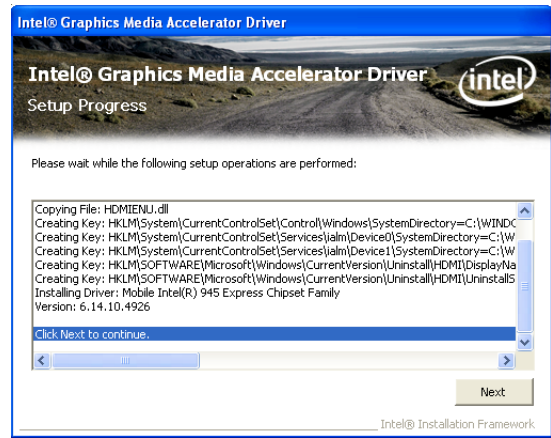 Intel® Graphics Media Accelerator Driver
Intel® Graphics Media Accelerator Driver
intel
Setup Progress
Please wait while the following setup operations are performed:
Copying File: HDMIENU.dll
Creating Key: HKLM\System\CurrentControlSet\Control\Windows\SystemDirectory=C:\WINDO
Creating Key: HKLM\System\CurrentControlSet\Services\ialm\Device0\SystemDirectory=C:\W
Creating Key: HKLM\System\CurrentControlSet\Services\ialm\Device1\SystemDirectory=C:\W
Creating Key: HKLM\SOFTWARE\Microsoft\Windows\CurrentVersion\Uninstall\HDMI\DisplayNa
Creating Key: HKLM\SOFTWARE\Microsoft\Windows\CurrentVersion\Uninstall\HDMI\UninstallS
Installing Driver: Mobile Intel(R) 945 Express Chipset Family
Version: 6.14.10.4926
Click Next to continue.
Next
Intel® Installation Framework